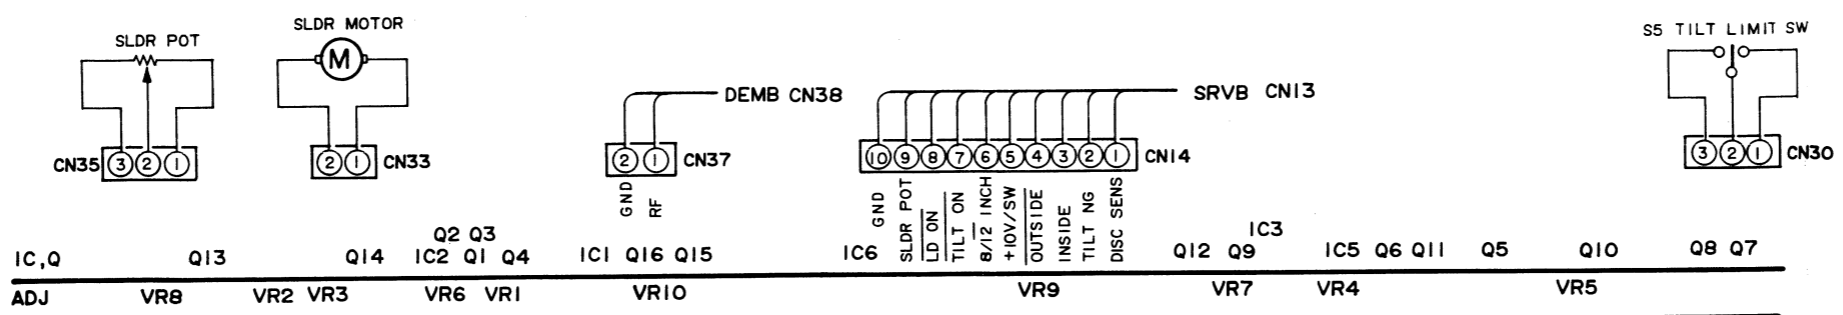 SLDR POT
SLDR MOTOR
M
S5 TILT LIMIT SW
DEMB CN38
SRVB CN13
CN35 3 2 1
2 1 CN33
2 1 CN37
10 9 8 7 6 5 4 3 2 1 CN14
3 2 1 CN30
GND
RF
GND
SLDR POT
LD ON
TILT ON
8/12 INCH
+10V/SW
OUTSIDE
INSIDE
TILT NG
DISC SENS
Q2 Q3
IC3
IC,Q Q13 Q14 IC2 Q1 Q4 IC1 Q16 Q15 IC6 Q12 Q9 IC5 Q6 Q11 Q5 Q10 Q8 Q7
ADJ VR8 VR2 VR3 VR6 VR1 VR10 VR9 VR7 VR4 VR5